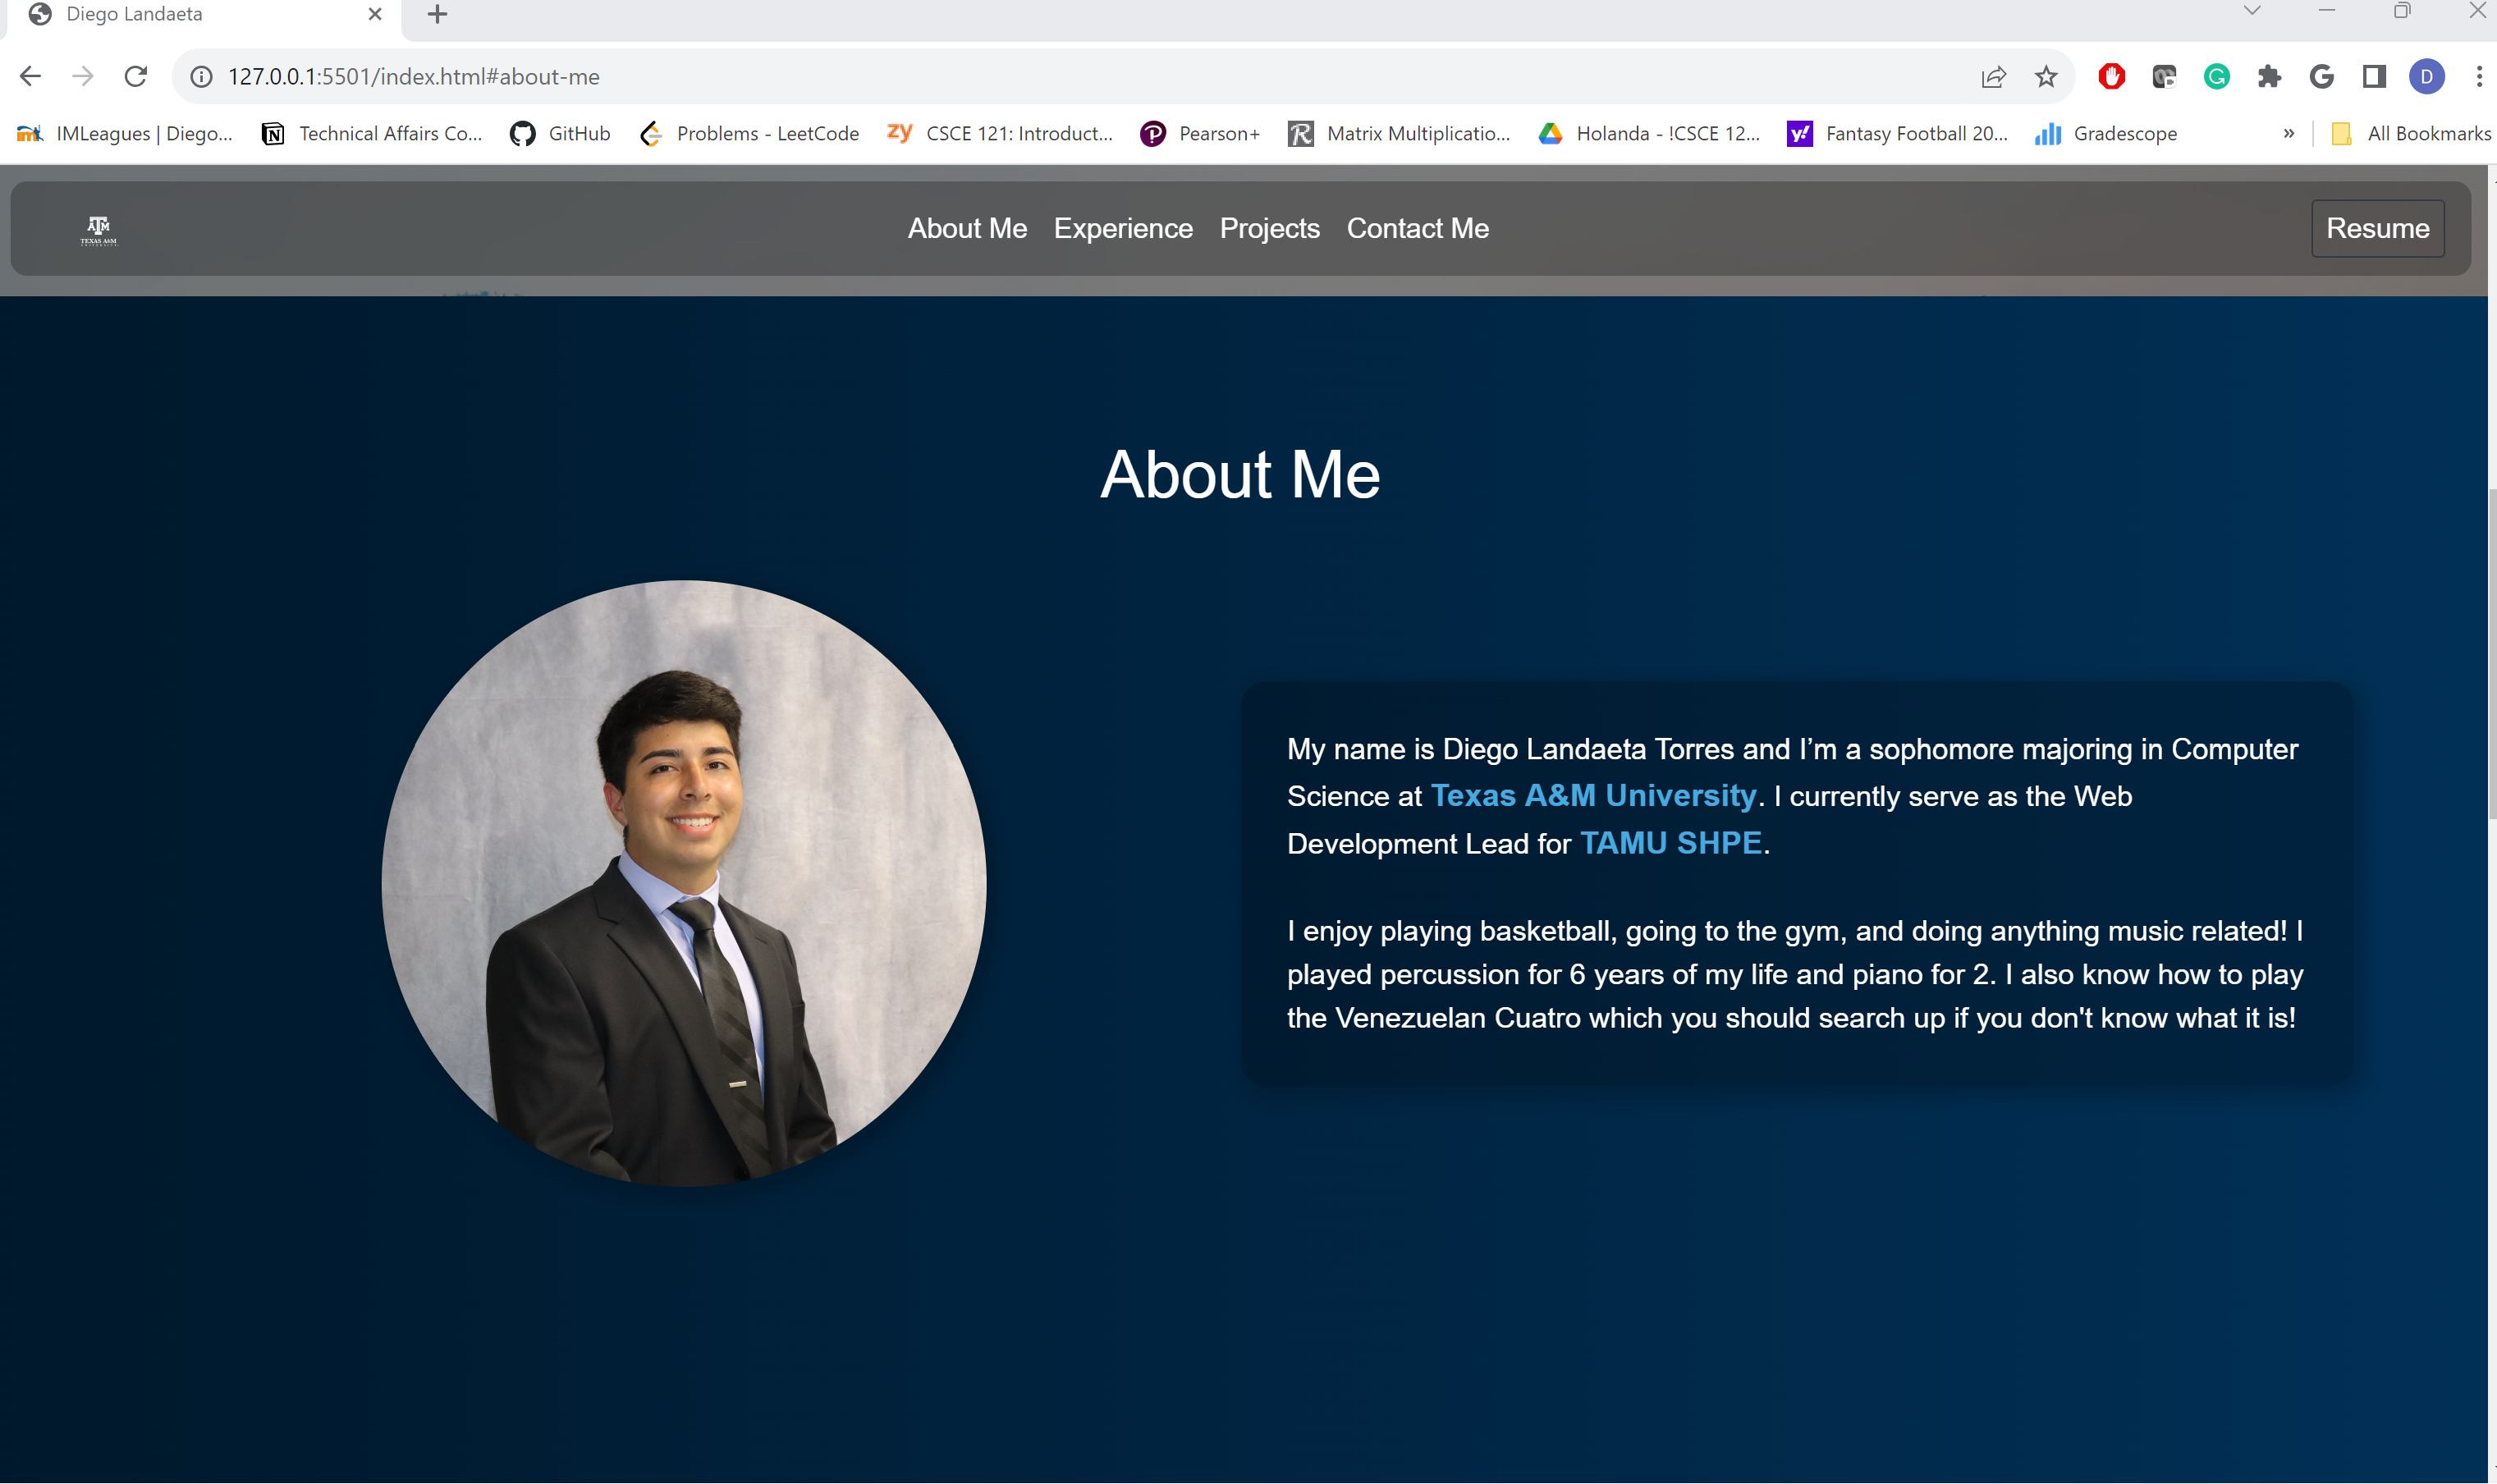 Diego Landaeta
127.0.0.1:5501/index.html#about-me
D
IMLeagues | Diego...
Technical Affairs Co...
GitHub
Problems - LeetCode
zy CSCE 121: Introduct...
Pearson+
Matrix Multiplicatio...
Holanda - !CSCE 12...
y! Fantasy Football 20...
Gradescope
»
All Bookmarks
ATM
TEXAS A&M
UNIVERSITY
About Me
Experience
Projects
Contact Me
Resume
About Me
My name is Diego Landaeta Torres and I’m a sophomore majoring in Computer
Science at Texas A&M University. I currently serve as the Web
Development Lead for TAMU SHPE.
I enjoy playing basketball, going to the gym, and doing anything music related! I
played percussion for 6 years of my life and piano for 2. I also know how to play
the Venezuelan Cuatro which you should search up if you don't know what it is!